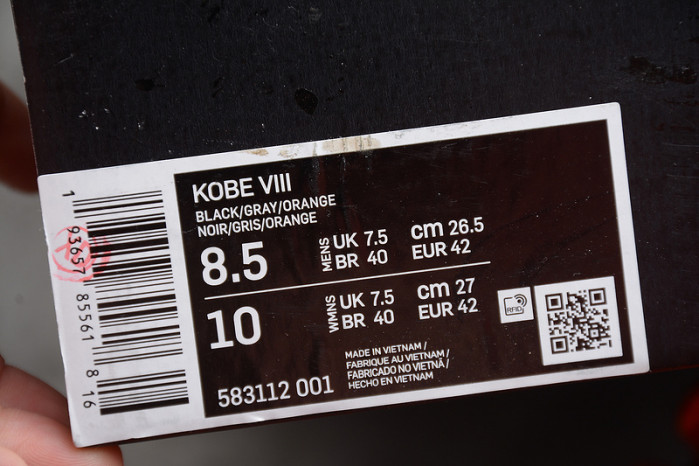 KOBE VIII
BLACK/GRAY/ORANGE
NOIR/GRIS/ORANGE
8.5 MENS UK 7.5 cm 26.5
BR 40 EUR 42
10 WMNS UK 7.5 cm 27
BR 40 EUR 42
583112 001
MADE IN VIETNAM /
FABRIQUE AU VIETNAM /
FABRICADO NO VIETNÃ /
HECHO EN VIETNAM
RFID
1 93657 85561 8 16